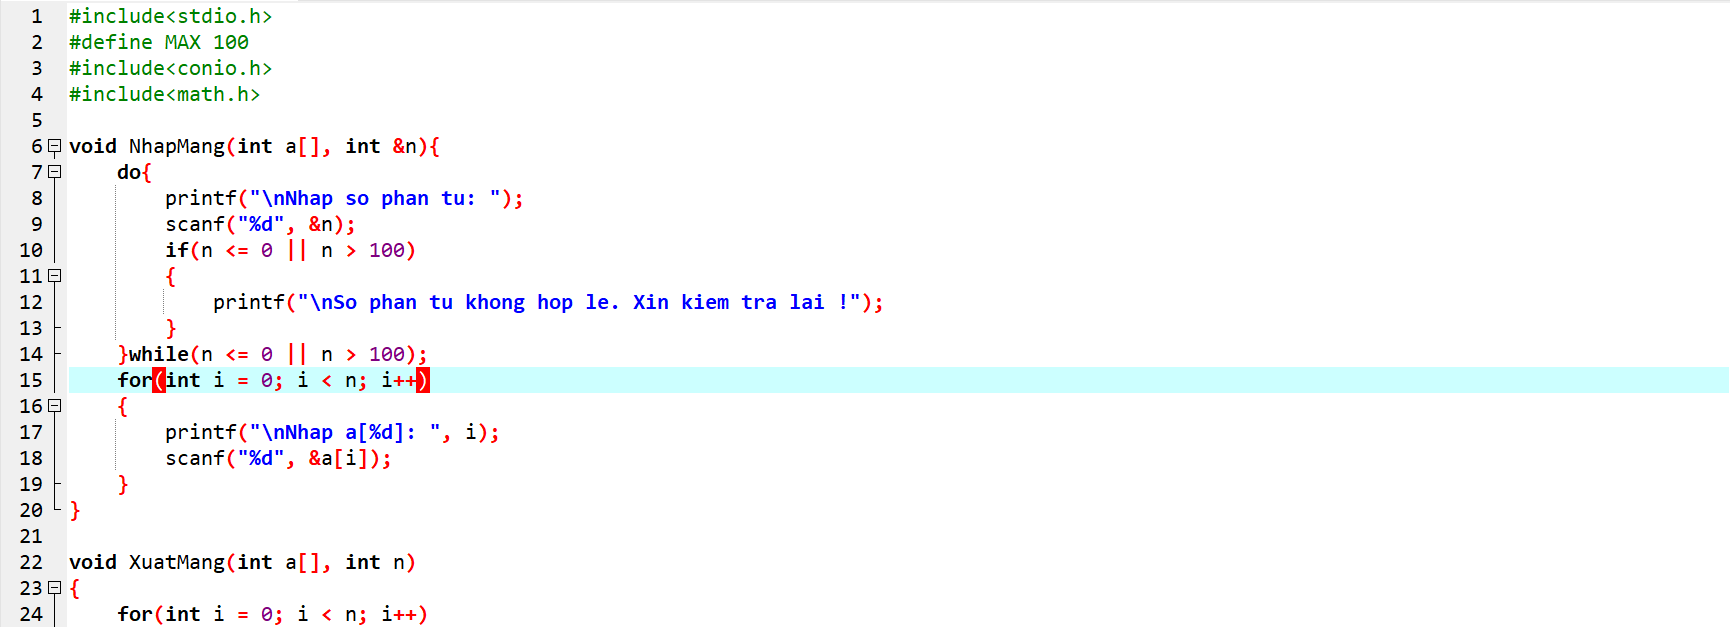 1 #include<stdio.h>
2 #define MAX 100
3 #include<conio.h>
4 #include<math.h>
5
6 void NhapMang(int a[], int &n){
7     do{
8         printf("\nNhap so phan tu: ");
9         scanf("%d", &n);
10         if(n <= 0 || n > 100)
11         {
12             printf("\nSo phan tu khong hop le. Xin kiem tra lai !");
13         }
14     }while(n <= 0 || n > 100);
15     for(int i = 0; i < n; i++)
16     {
17         printf("\nNhap a[%d]: ", i);
18         scanf("%d", &a[i]);
19     }
20 }
21
22 void XuatMang(int a[], int n)
23 {
24     for(int i = 0; i < n; i++)